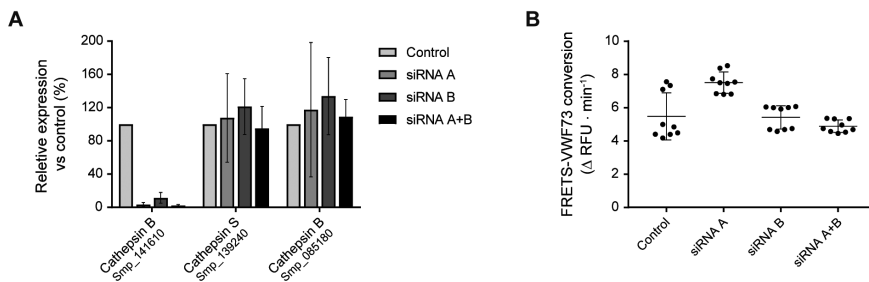 A
Reletive expression
vs control (%)
200
160
120
80
40
0
Cathepsin B
Smp_141610
Cathepsin S
Smp_139240
Cathepsin B
Smp_085180
Control
siRNA A
siRNA B
siRNA A+B
B
FRETS-VWF73 conversion
(Δ RFU · min⁻¹)
10
8
6
4
2
0
Control
siRNA A
siRNA B
siRNA A+B